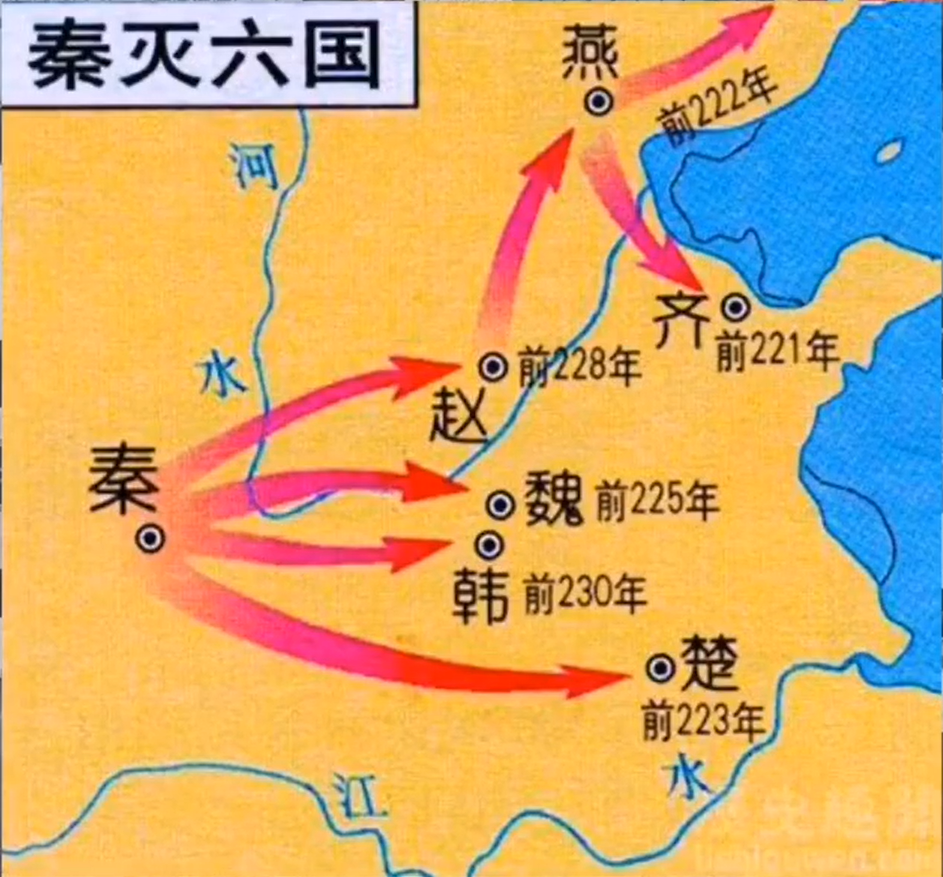 秦灭六国
燕
前222年
河
水
齐
前221年
前228年
赵
秦
魏 前225年
韩 前230年
楚
前223年
江
水